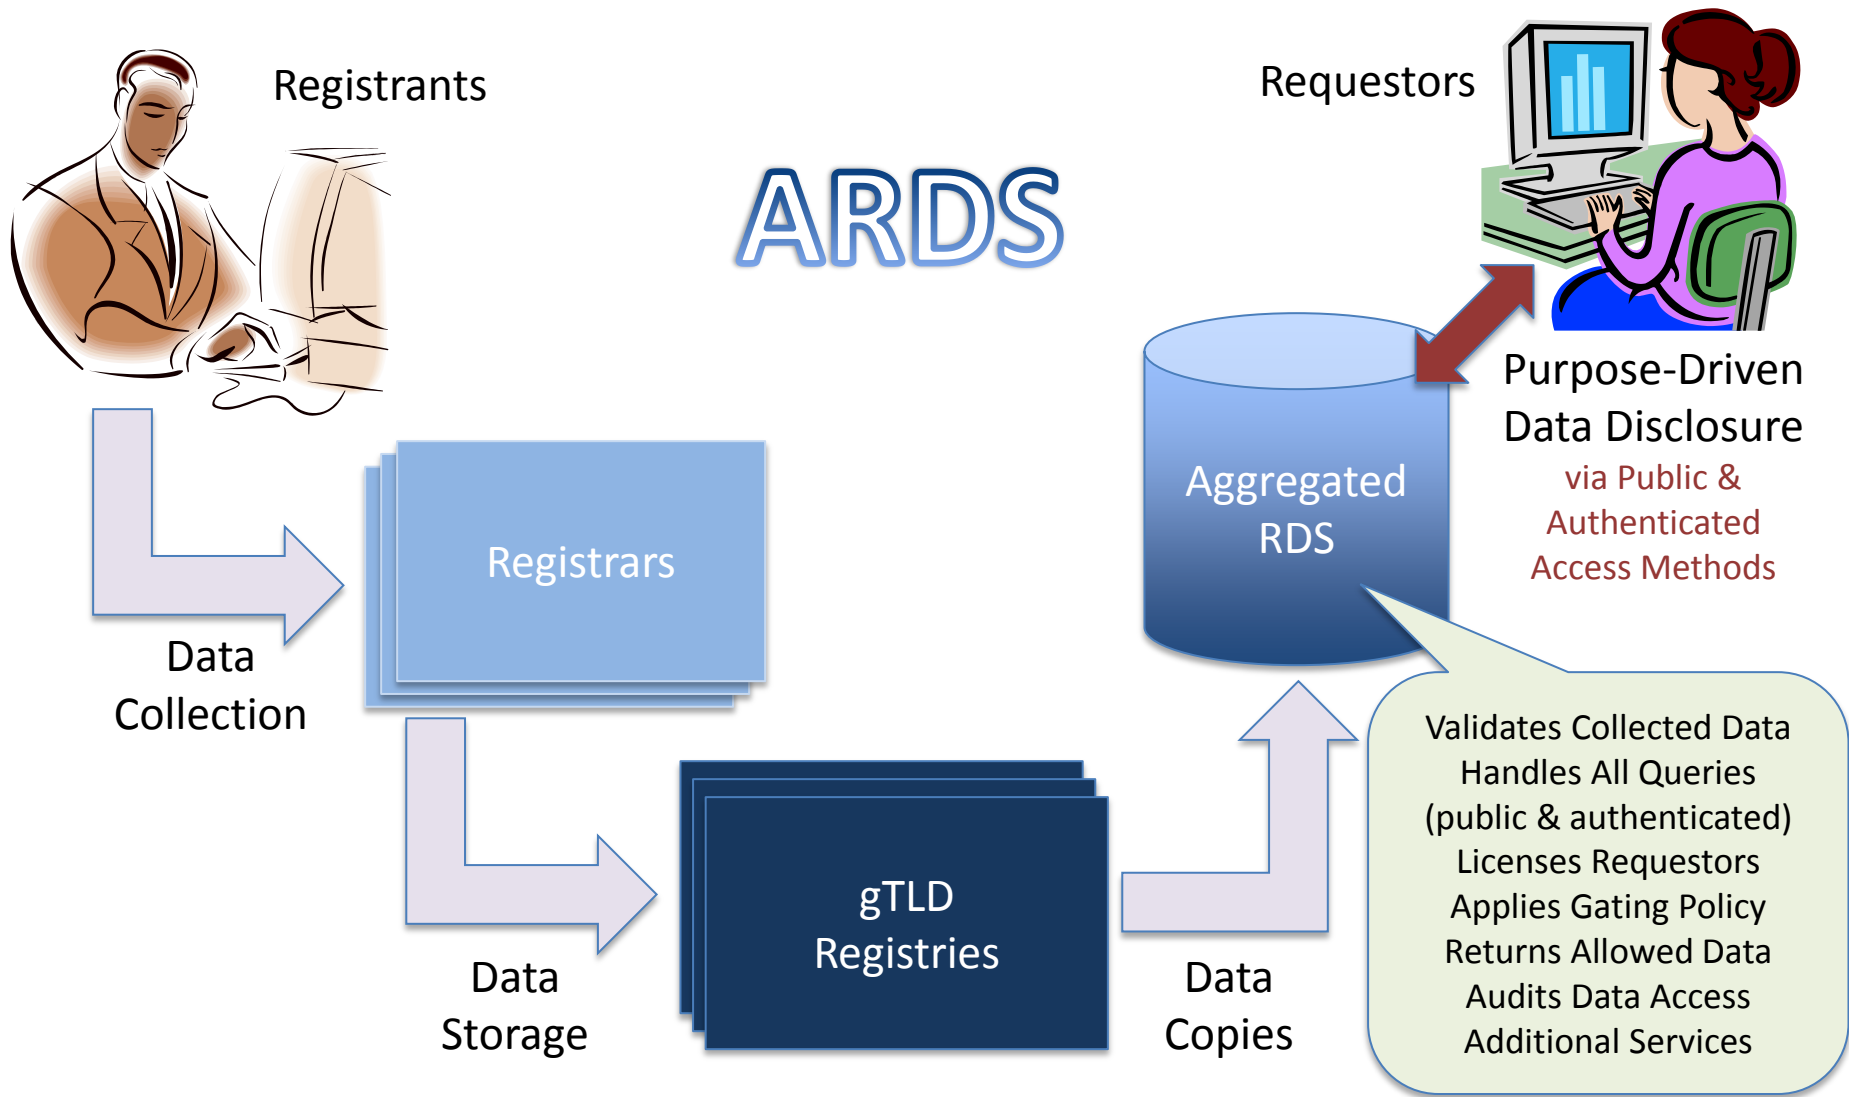 Registrants
Requestors
ARDS
Purpose-Driven
Data Disclosure
via Public &
Authenticated
Access Methods
Aggregated
RDS
Registrars
Data
Collection
gTLD
Registries
Data
Storage
Data
Copies
Validates Collected Data
Handles All Queries
(public & authenticated)
Licenses Requestors
Applies Gating Policy
Returns Allowed Data
Audits Data Access
Additional Services